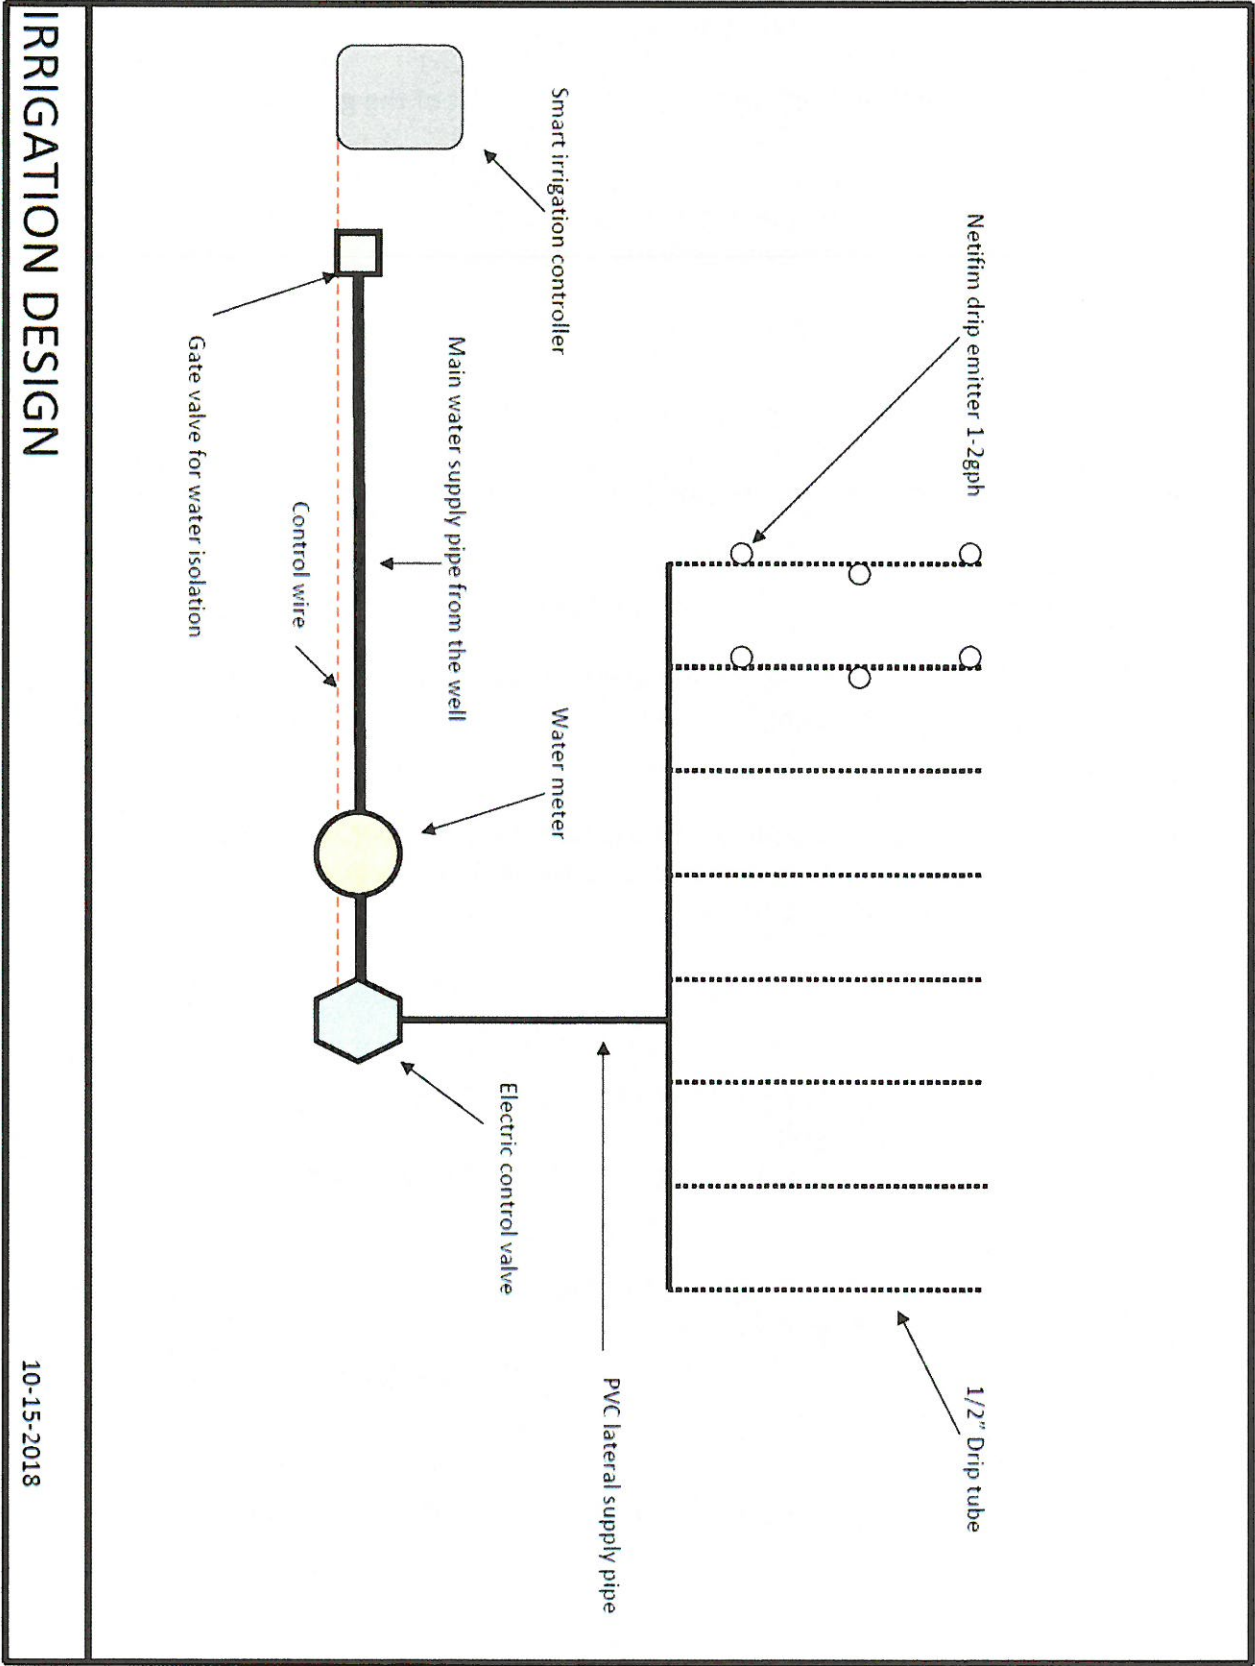 Netifim drip emitter 1-2gph
1/2" Drip tube
PVC lateral supply pipe
Smart irrigation controller
Water meter
Electric control valve
Main water supply pipe from the well
Control wire
Gate valve for water isolation
IRRIGATION DESIGN
10-15-2018